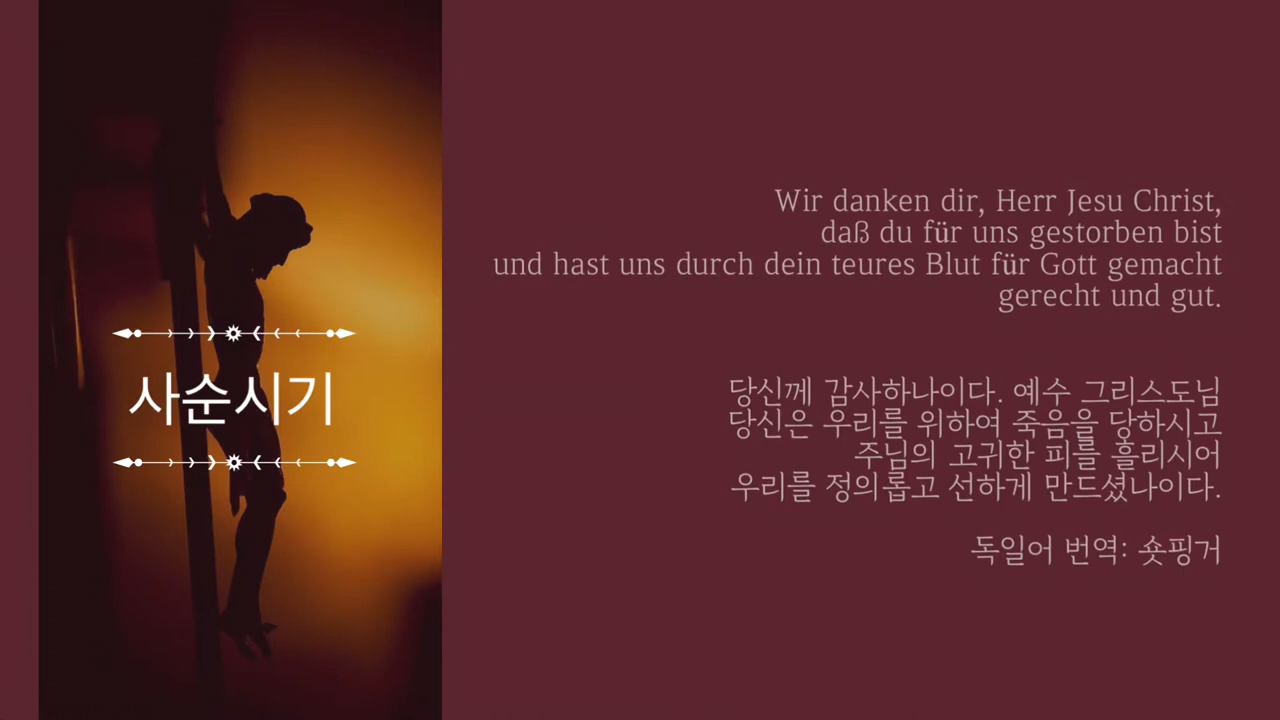 사순시기
Wir danken dir, Herr Jesu Christ,
daß du für uns gestorben bist
und hast uns durch dein teures Blut für Gott gemacht
gerecht und gut.
당신께 감사하나이다. 예수 그리스도님
당신은 우리를 위하여 죽음을 당하시고
주님의 고귀한 피를 흘리시어
우리를 정의롭고 선하게 만드셨나이다.
독일어 번역: 숏핑거